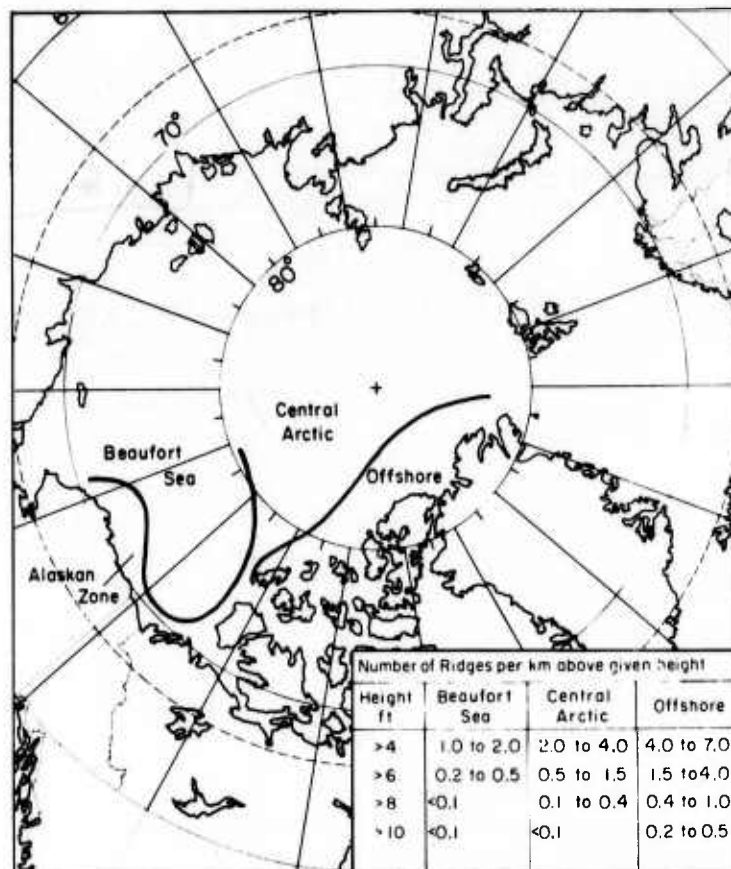 70°
80°
Central
Arctic
Beaufort
Sea
Offshore
Alaskan
Zone
Number of Ridges per km above given height
Height ft Beaufort Sea Central Arctic Offshore
>4 1.0 to 2.0 2.0 to 4.0 4.0 to 7.0
>6 0.2 to 0.5 0.5 to 1.5 1.5 to 4.0
>8 <0.1 0.1 to 0.4 0.4 to 1.0
>10 <0.1 <0.1 0.2 to 0.5